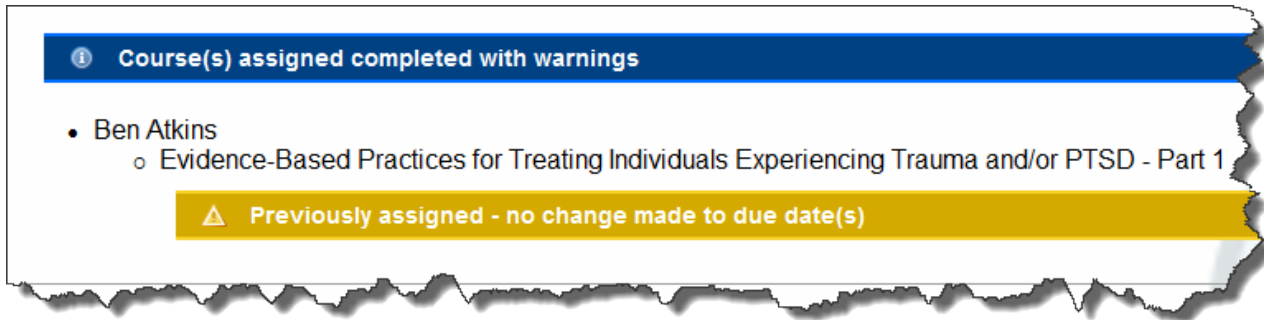 Course(s) assigned completed with warnings
Ben Atkins
Evidence-Based Practices for Treating Individuals Experiencing Trauma and/or PTSD - Part 1
Previously assigned - no change made to due date(s)